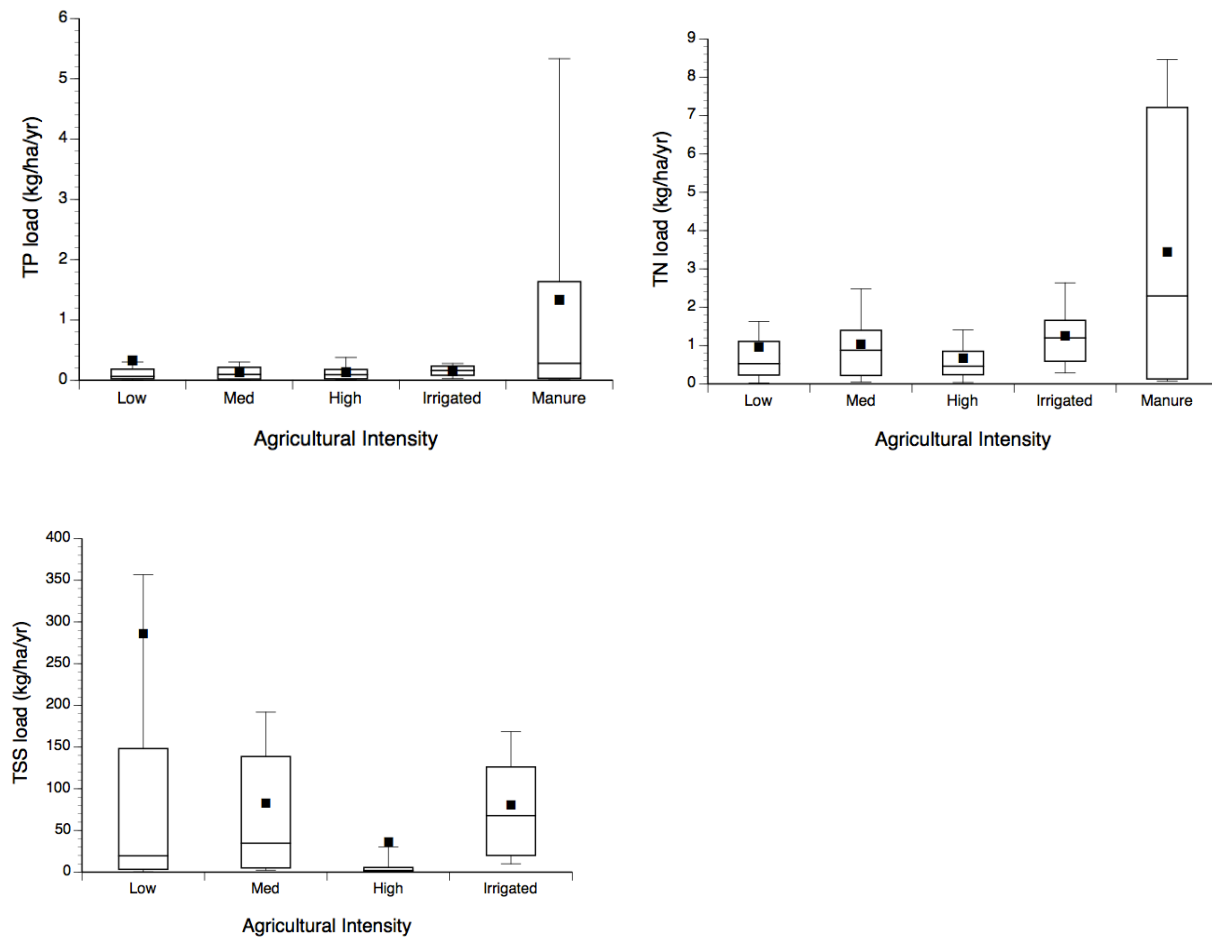 TP load (kg/ha/yr)
6
5
4
3
2
1
0
Low Med High Irrigated Manure
Agricultural Intensity
TN load (kg/ha/yr)
9
8
7
6
5
4
3
2
1
0
Low Med High Irrigated Manure
Agricultural Intensity
TSS load (kg/ha/yr)
400
350
300
250
200
150
100
50
0
Low Med High Irrigated
Agricultural Intensity